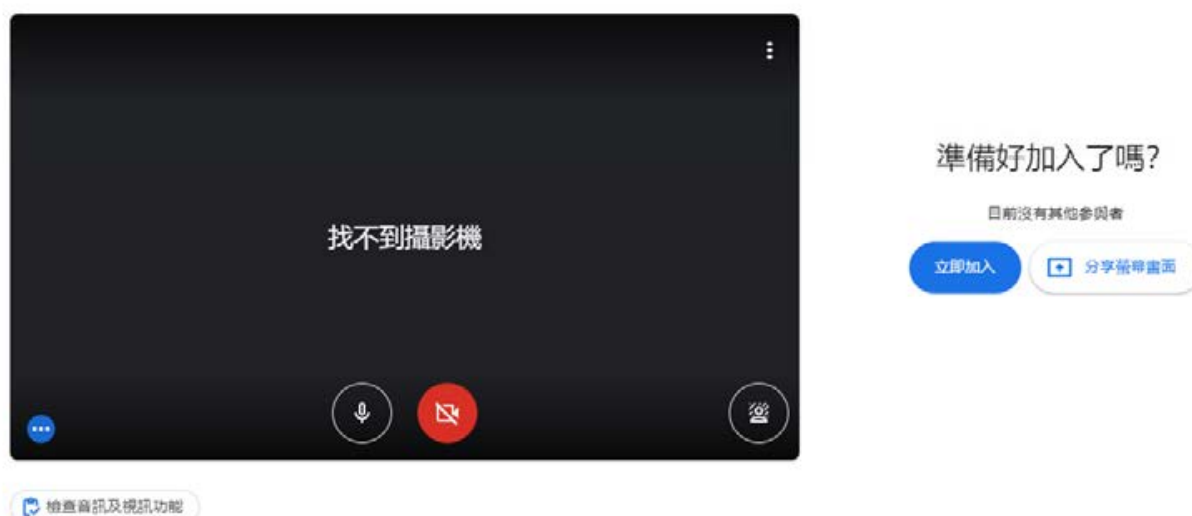 找不到攝影機
準備好加入了嗎?
目前沒有其他參與者
立即加入
分享螢幕畫面
檢查音訊及視訊功能